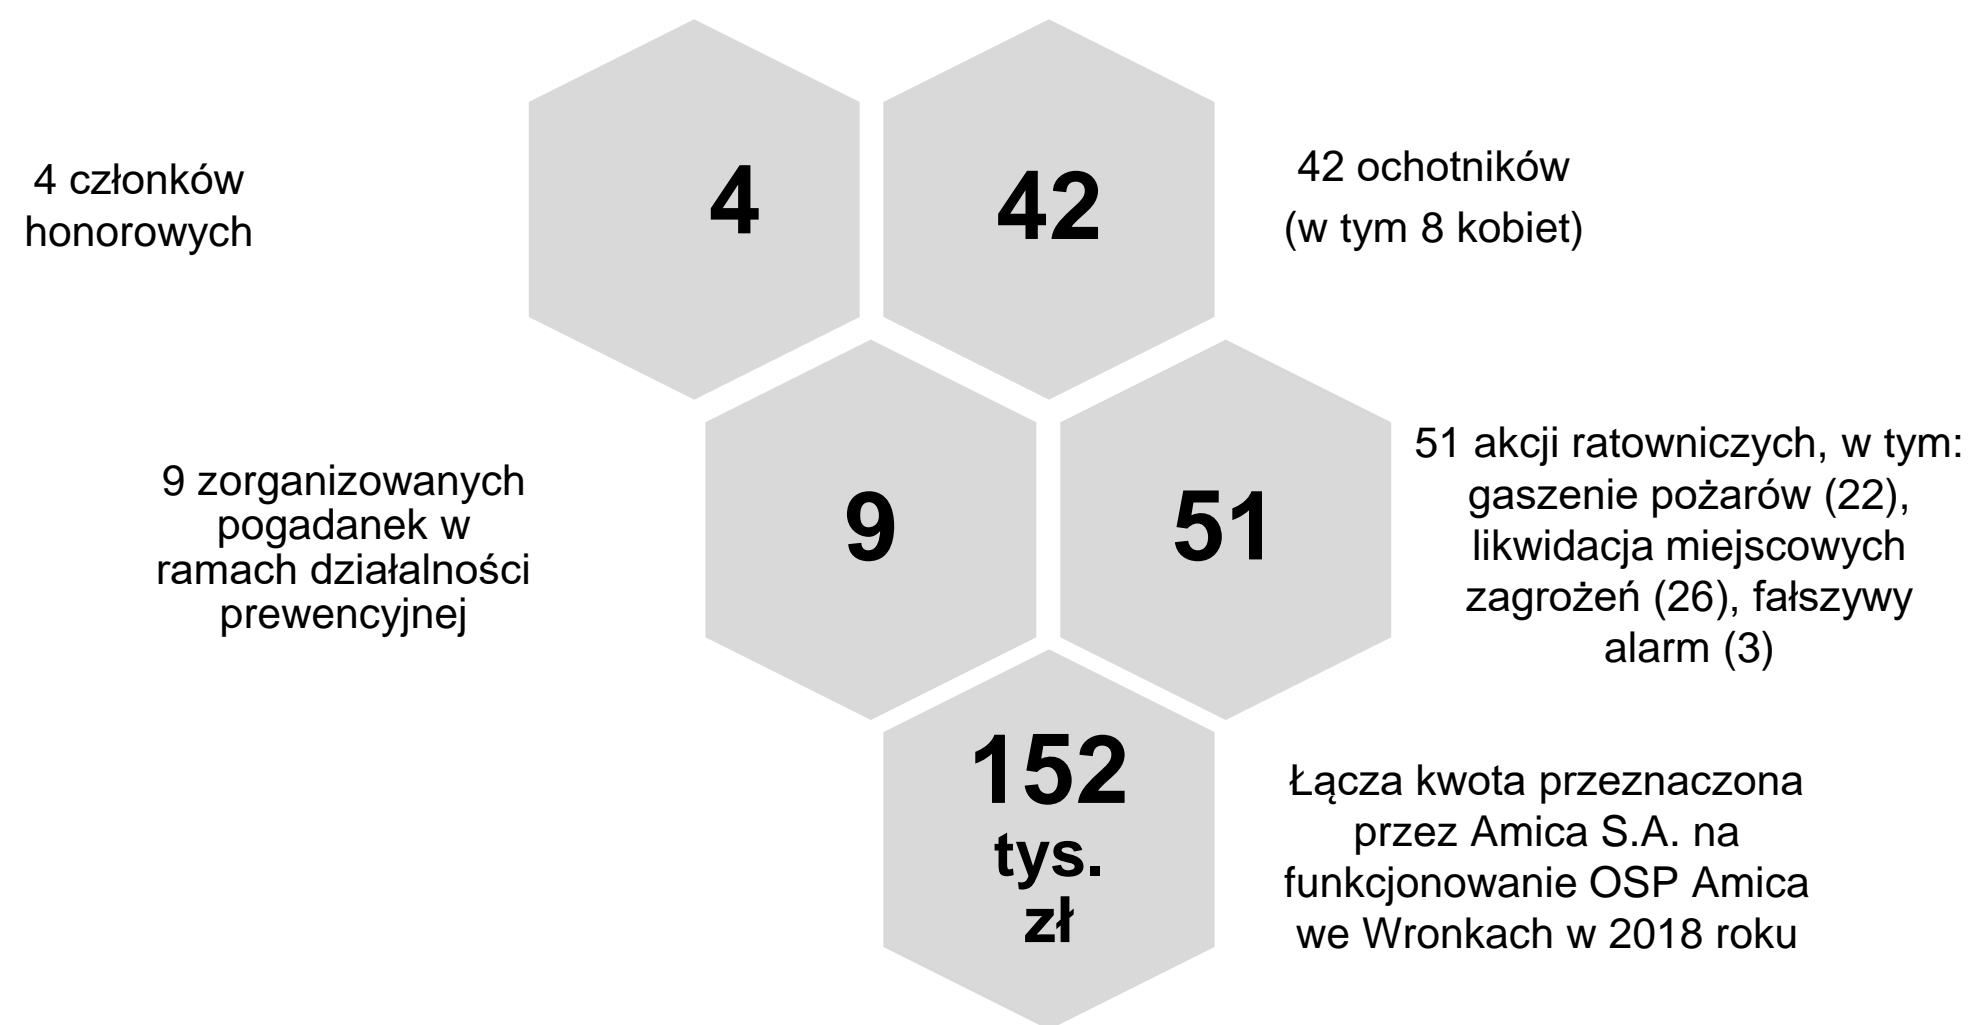 4 członków
honorowych
4
42
42 ochotników
(w tym 8 kobiet)
9 zorganizowanych
pogadanek w
ramach działalności
prewencyjnej
9
51
51 akcji ratowniczych, w tym:
gaszenie pożarów (22),
likwidacja miejscowych
zagrożeń (26), fałszywy
alarm (3)
152
tys.
zł
Łącza kwota przeznaczona
przez Amica S.A. na
funkcjonowanie OSP Amica
we Wronkach w 2018 roku